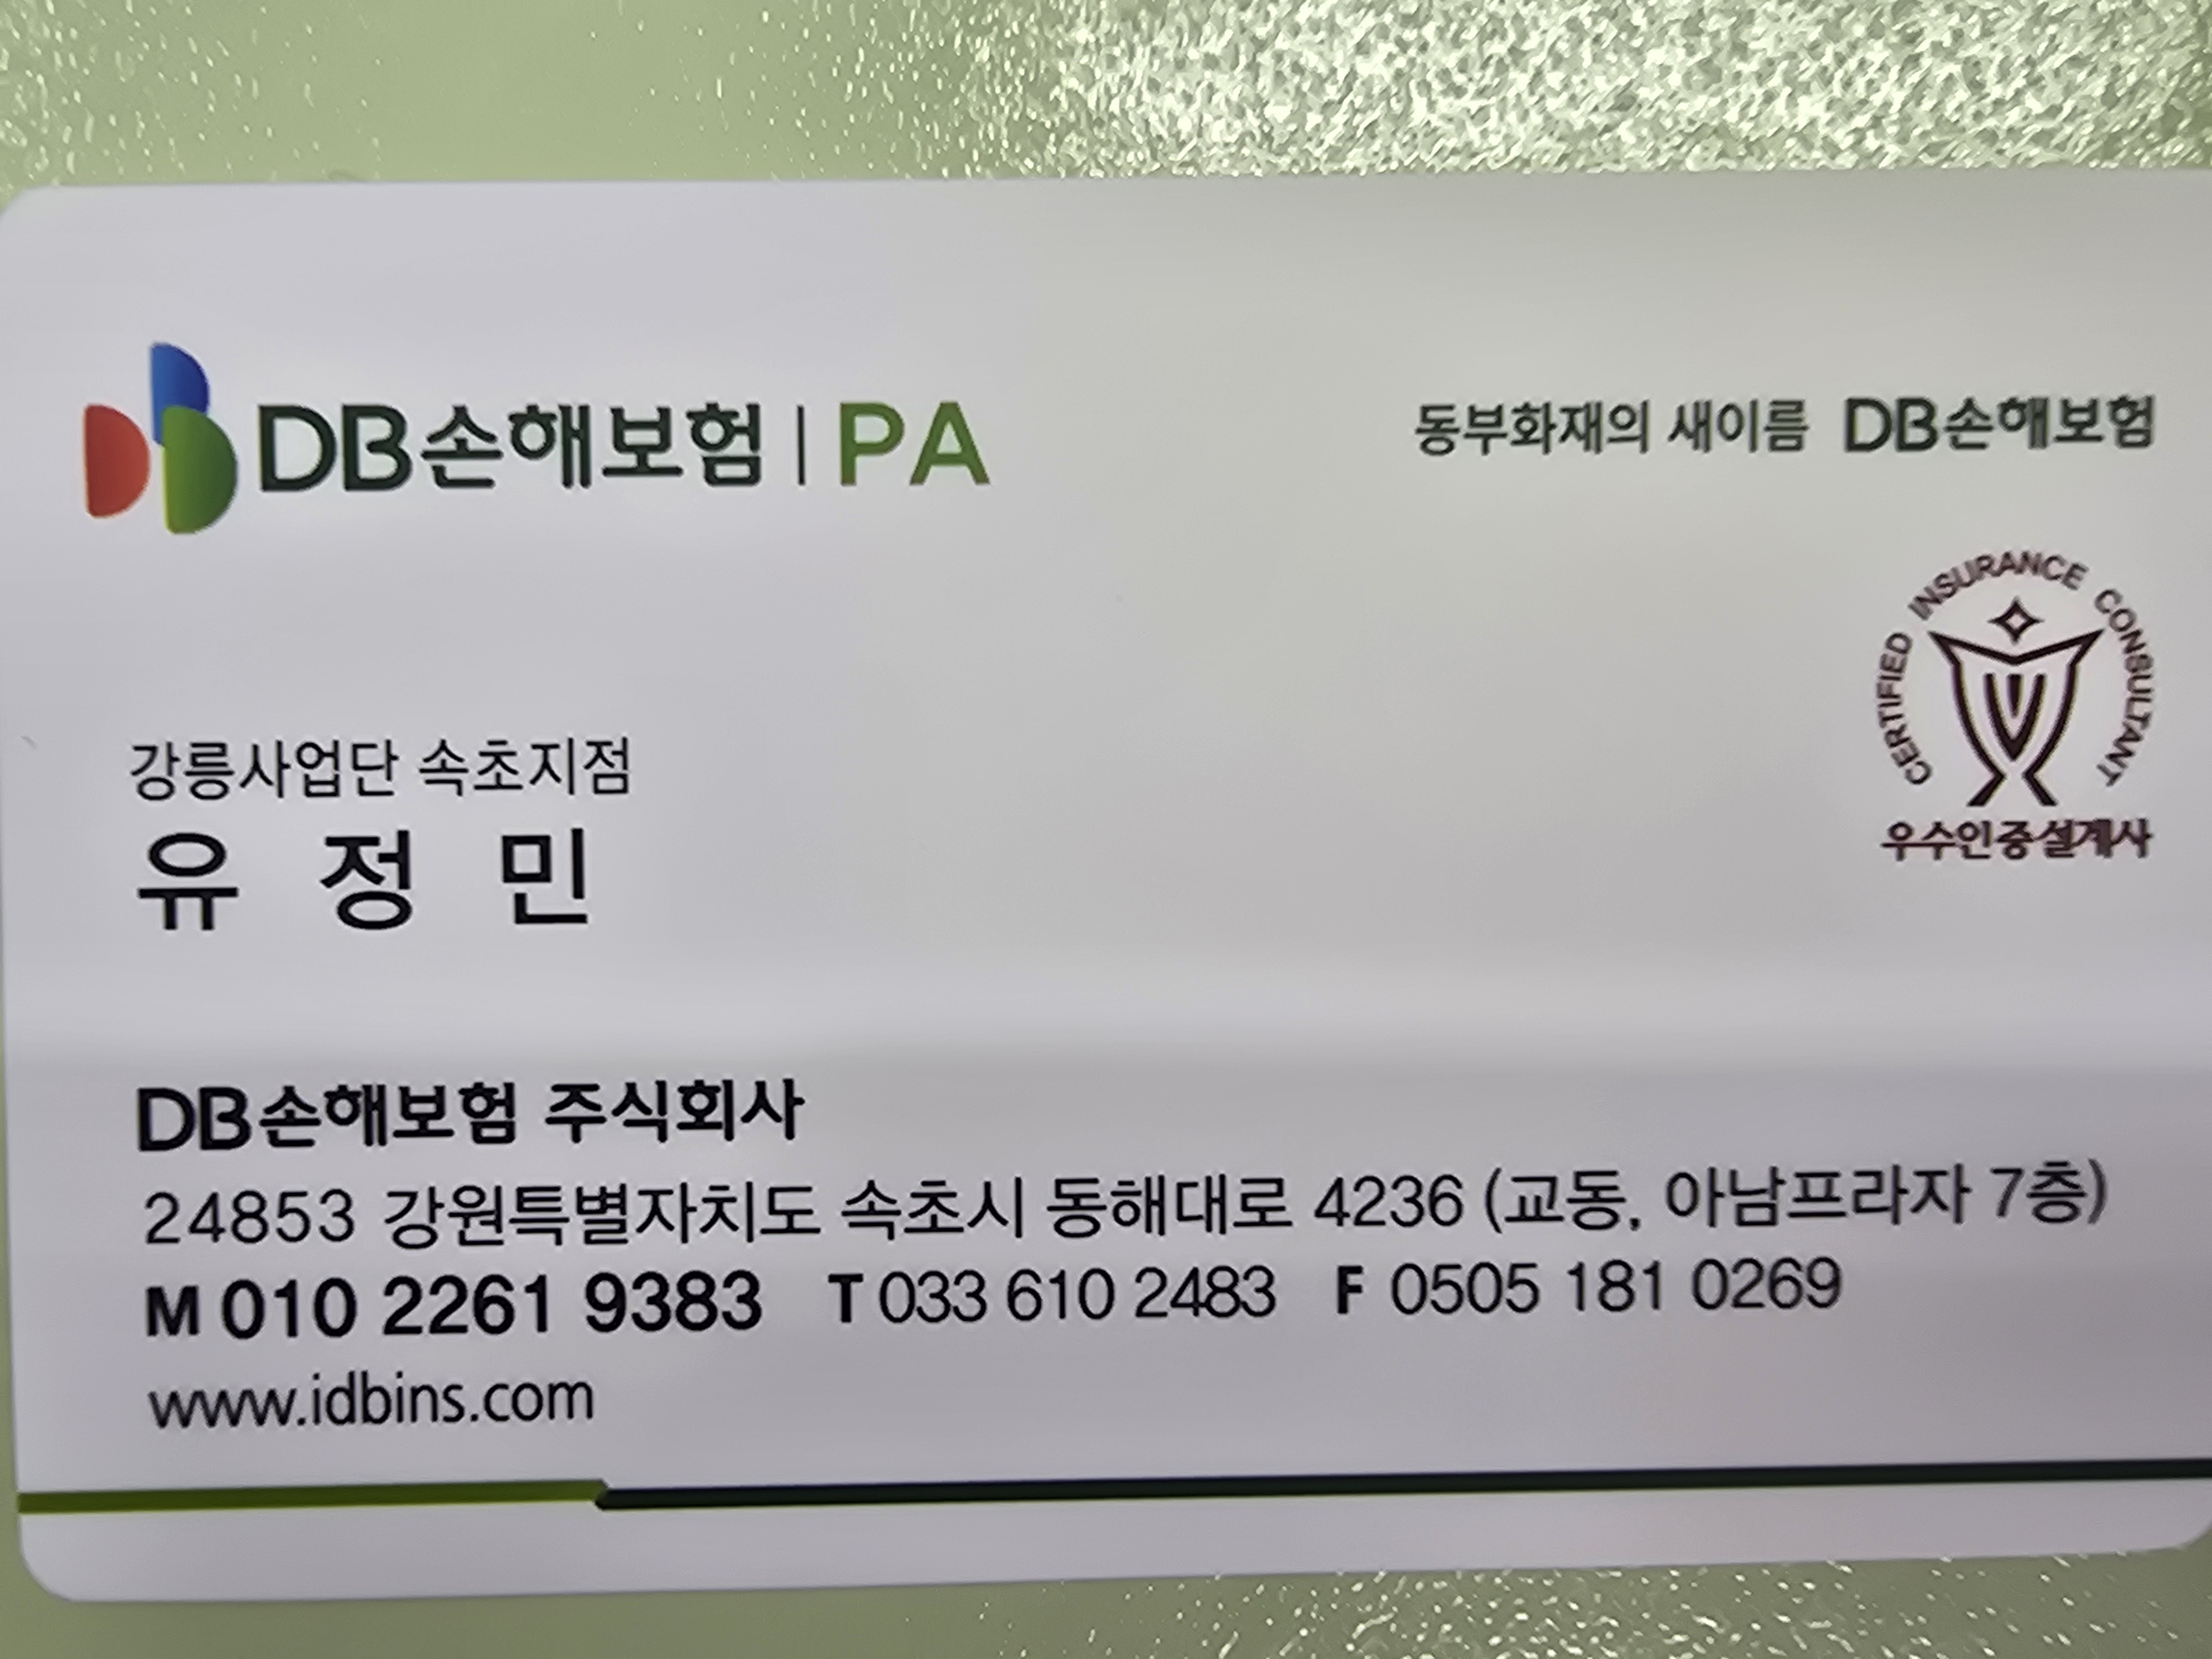 DB손해보험 | PA
동부화재의 새이름 DB손해보험
CERTIFIED INSURANCE CONSULTANT
우수인증설계사
강릉사업단 속초지점
유 정 민
DB손해보험 주식회사
24853 강원특별자치도 속초시 동해대로 4236 (교동, 아남프라자 7층)
M 010 2261 9383 T 033 610 2483 F 0505 181 0269
www.idbins.com